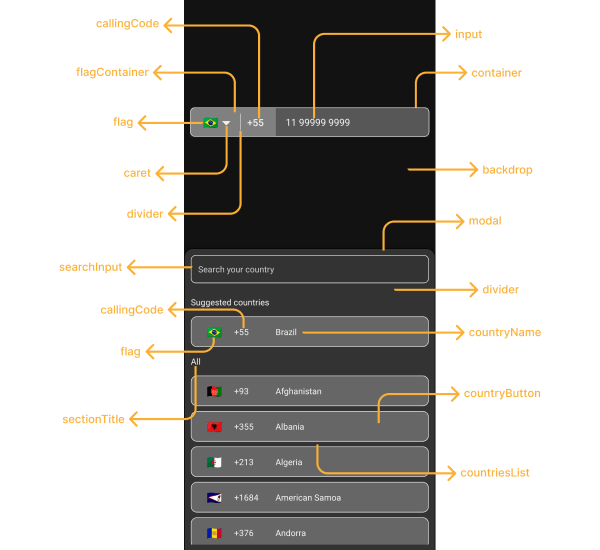 callingCode
input
flagContainer
container
flag
+55
11 99999 9999
caret
backdrop
divider
modal
searchInput
Search your country
divider
Suggested countries
callingCode
+55
Brazil
countryName
flag
All
+93
Afghanistan
countryButton
sectionTitle
+355
Albania
+213
Algeria
countriesList
+1684
American Samoa
+376
Andorra